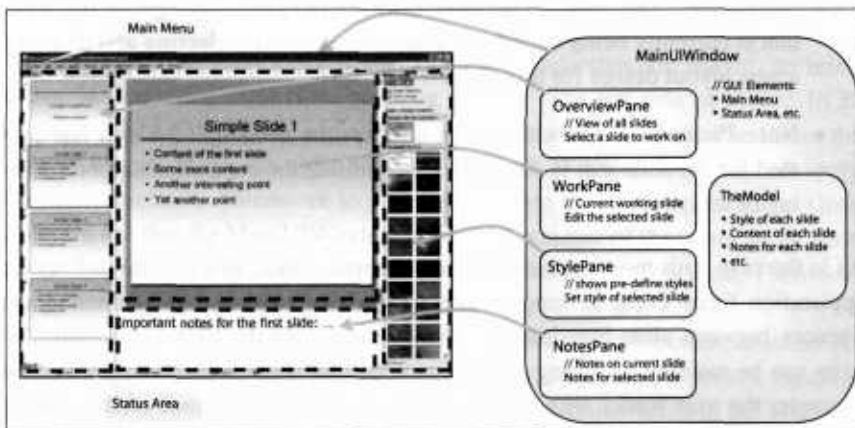 Main Menu
Simple Slide 1
• Content of the first slide
• Some more content
• Another interesting point
• Yet another point
Important notes for the first slide: ...
Status Area
MainUIWindow
// GUI Elements:
• Main Menu
• Status Area, etc.
OverviewPane
// View of all slides
Select a slide to work on
WorkPane
// Current working slide
Edit the selected slide
StylePane
// shows pre-define styles
Set style of selected slide
NotesPane
// Notes on current slide
Notes for selected slide
TheModel
• Style of each slide
• Content of each slide
• Notes for each slide
• etc.